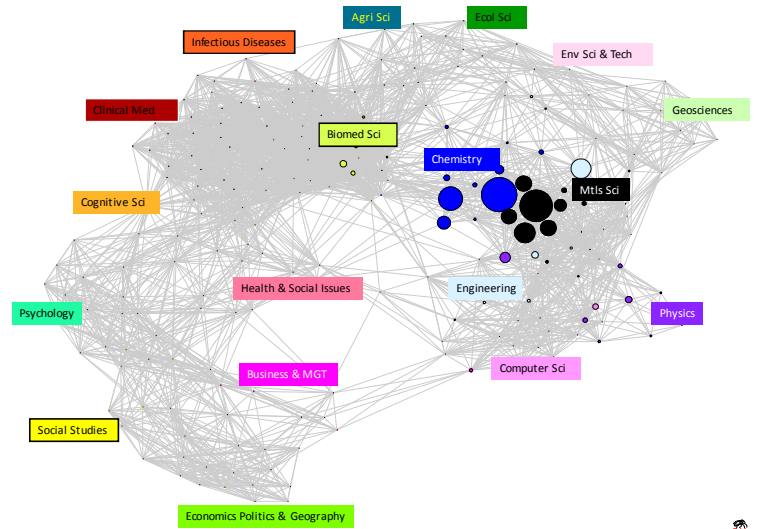 Agri Sci
Ecol Sci
Infectious Diseases
Env Sci & Tech
Clinical Med
Geosciences
Biomed Sci
Chemistry
Mtls Sci
Cognitive Sci
Health & Social Issues
Engineering
Psychology
Physics
Business & MGT
Computer Sci
Social Studies
Economics Politics & Geography